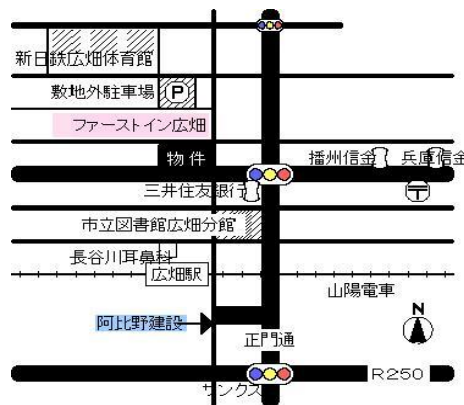 新日鉄広畑体育館
敷地外駐車場 P
ファーストイン広畑
物件
播州信金 兵庫信金
三井住友銀行
〒
市立図書館広畑分館
長谷川耳鼻科
広畑駅
山陽電車
N
阿比野建設
正門通
R250
サンクス